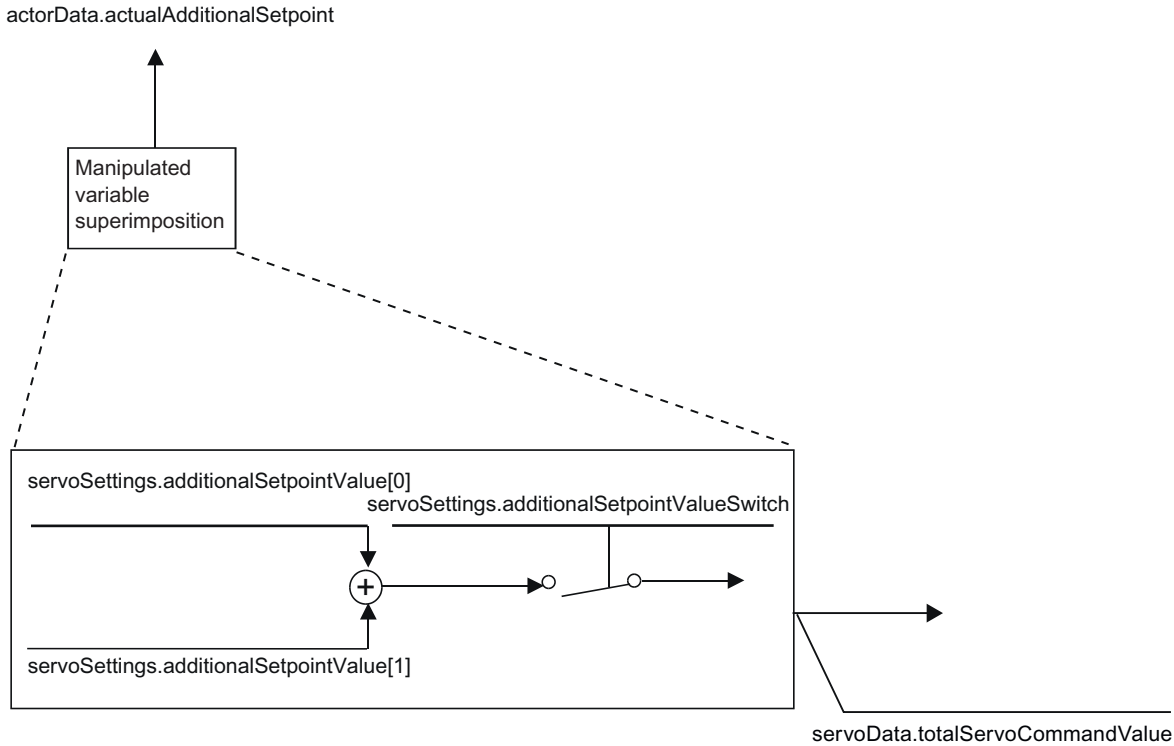 actorData.actualAdditionalSetpoint
Manipulated
variable
superimposition
servoSettings.additionalSetpointValue[0]
servoSettings.additionalSetpointValueSwitch
+
servoSettings.additionalSetpointValue[1]
servoData.totalServoCommandValue